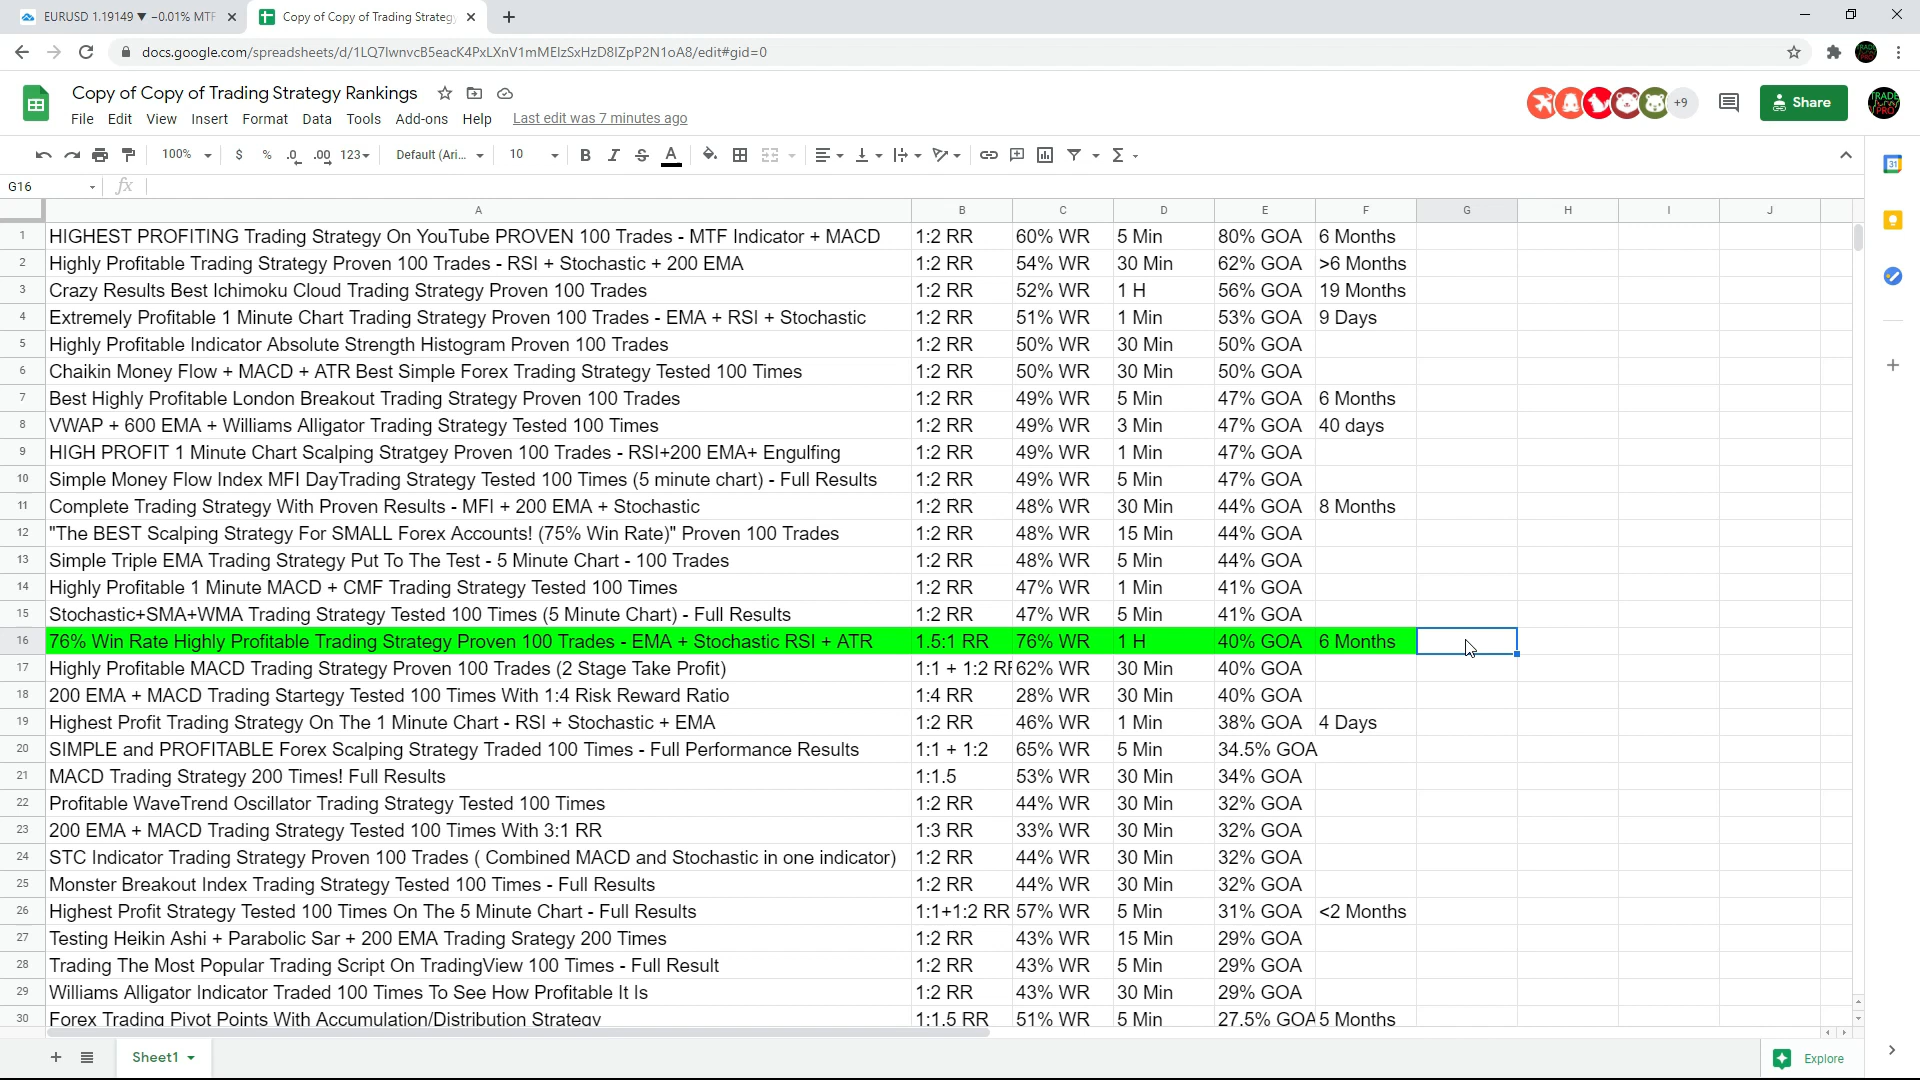 EURUSD 1.19149 ▼ −0.01% MTF
Copy of Copy of Trading Strategy
docs.google.com/spreadsheets/d/1LQ7lwnvcB5eacK4PxLXnV1mMEIzSxHzD8IZpP2N1oA8/edit#gid=0
Copy of Copy of Trading Strategy Rankings
File Edit View Insert Format Data Tools Add-ons Help Last edit was 7 minutes ago
+9
Share
100% $ % .0 .00 123 Default (Ari... 10 B I S A Σ
G16 fx
A B C D E F G H I J
1 HIGHEST PROFITING Trading Strategy On YouTube PROVEN 100 Trades - MTF Indicator + MACD 1:2 RR 60% WR 5 Min 80% GOA 6 Months
2 Highly Profitable Trading Strategy Proven 100 Trades - RSI + Stochastic + 200 EMA 1:2 RR 54% WR 30 Min 62% GOA >6 Months
3 Crazy Results Best Ichimoku Cloud Trading Strategy Proven 100 Trades 1:2 RR 52% WR 1 H 56% GOA 19 Months
4 Extremely Profitable 1 Minute Chart Trading Strategy Proven 100 Trades - EMA + RSI + Stochastic 1:2 RR 51% WR 1 Min 53% GOA 9 Days
5 Highly Profitable Indicator Absolute Strength Histogram Proven 100 Trades 1:2 RR 50% WR 30 Min 50% GOA
6 Chaikin Money Flow + MACD + ATR Best Simple Forex Trading Strategy Tested 100 Times 1:2 RR 50% WR 30 Min 50% GOA
7 Best Highly Profitable London Breakout Trading Strategy Proven 100 Trades 1:2 RR 49% WR 5 Min 47% GOA 6 Months
8 VWAP + 600 EMA + Williams Alligator Trading Strategy Tested 100 Times 1:2 RR 49% WR 3 Min 47% GOA 40 days
9 HIGH PROFIT 1 Minute Chart Scalping Stratgey Proven 100 Trades - RSI+200 EMA+ Engulfing 1:2 RR 49% WR 1 Min 47% GOA
10 Simple Money Flow Index MFI DayTrading Strategy Tested 100 Times (5 minute chart) - Full Results 1:2 RR 49% WR 5 Min 47% GOA
11 Complete Trading Strategy With Proven Results - MFI + 200 EMA + Stochastic 1:2 RR 48% WR 30 Min 44% GOA 8 Months
12 "The BEST Scalping Strategy For SMALL Forex Accounts! (75% Win Rate)" Proven 100 Trades 1:2 RR 48% WR 15 Min 44% GOA
13 Simple Triple EMA Trading Strategy Put To The Test - 5 Minute Chart - 100 Trades 1:2 RR 48% WR 5 Min 44% GOA
14 Highly Profitable 1 Minute MACD + CMF Trading Strategy Tested 100 Times 1:2 RR 47% WR 1 Min 41% GOA
15 Stochastic+SMA+WMA Trading Strategy Tested 100 Times (5 Minute Chart) - Full Results 1:2 RR 47% WR 5 Min 41% GOA
16 76% Win Rate Highly Profitable Trading Strategy Proven 100 Trades - EMA + Stochastic RSI + ATR 1.5:1 RR 76% WR 1 H 40% GOA 6 Months
17 Highly Profitable MACD Trading Strategy Proven 100 Trades (2 Stage Take Profit) 1:1 + 1:2 RR 62% WR 30 Min 40% GOA
18 200 EMA + MACD Trading Startegy Tested 100 Times With 1:4 Risk Reward Ratio 1:4 RR 28% WR 30 Min 40% GOA
19 Highest Profit Trading Strategy On The 1 Minute Chart - RSI + Stochastic + EMA 1:2 RR 46% WR 1 Min 38% GOA 4 Days
20 SIMPLE and PROFITABLE Forex Scalping Strategy Traded 100 Times - Full Performance Results 1:1 + 1:2 65% WR 5 Min 34.5% GOA
21 MACD Trading Strategy 200 Times! Full Results 1:1.5 53% WR 30 Min 34% GOA
22 Profitable WaveTrend Oscillator Trading Strategy Tested 100 Times 1:2 RR 44% WR 30 Min 32% GOA
23 200 EMA + MACD Trading Strategy Tested 100 Times With 3:1 RR 1:3 RR 33% WR 30 Min 32% GOA
24 STC Indicator Trading Strategy Proven 100 Trades ( Combined MACD and Stochastic in one indicator) 1:2 RR 44% WR 30 Min 32% GOA
25 Monster Breakout Index Trading Strategy Tested 100 Times - Full Results 1:2 RR 44% WR 30 Min 32% GOA
26 Highest Profit Strategy Tested 100 Times On The 5 Minute Chart - Full Results 1:1+1:2 RR 57% WR 5 Min 31% GOA <2 Months
27 Testing Heikin Ashi + Parabolic Sar + 200 EMA Trading Srategy 200 Times 1:2 RR 43% WR 15 Min 29% GOA
28 Trading The Most Popular Trading Script On TradingView 100 Times - Full Result 1:2 RR 43% WR 5 Min 29% GOA
29 Williams Alligator Indicator Traded 100 Times To See How Profitable It Is 1:2 RR 43% WR 30 Min 29% GOA
30 Forex Trading Pivot Points With Accumulation/Distribution Strategy 1:1.5 RR 51% WR 5 Min 27.5% GOA 5 Months
Sheet1
Explore
31
TRADE
PRO